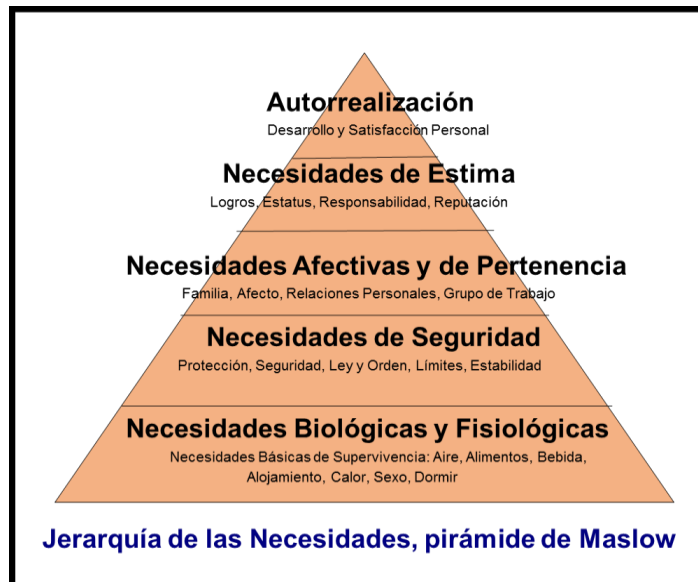 Autorrealización
Desarrollo y Satisfacción Personal
Necesidades de Estima
Logros, Estatus, Responsabilidad, Reputación
Necesidades Afectivas y de Pertenencia
Familia, Afecto, Relaciones Personales, Grupo de Trabajo
Necesidades de Seguridad
Protección, Seguridad, Ley y Orden, Límites, Estabilidad
Necesidades Biológicas y Fisiológicas
Necesidades Básicas de Supervivencia: Aire, Alimentos, Bebida,
Alojamiento, Calor, Sexo, Dormir
Jerarquía de las Necesidades, pirámide de Maslow